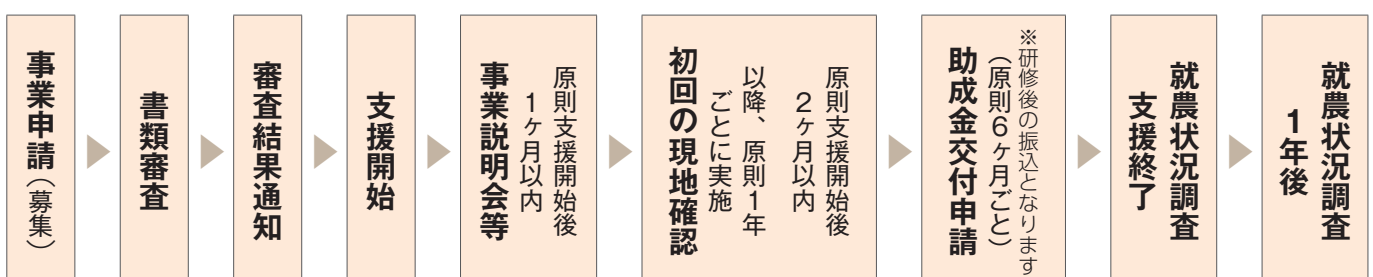 事業申請（募集）
書類審査
審査結果通知
支援開始
原則支援開始後
1ヶ月以内
事業説明会等
原則支援開始後
2ヶ月以内
以降、原則1年
ごとに実施
初回の現地確認
※研修後の振込となります
（原則6ヶ月ごと）
助成金交付申請
就農状況調査
支援終了
就農状況調査
1年後